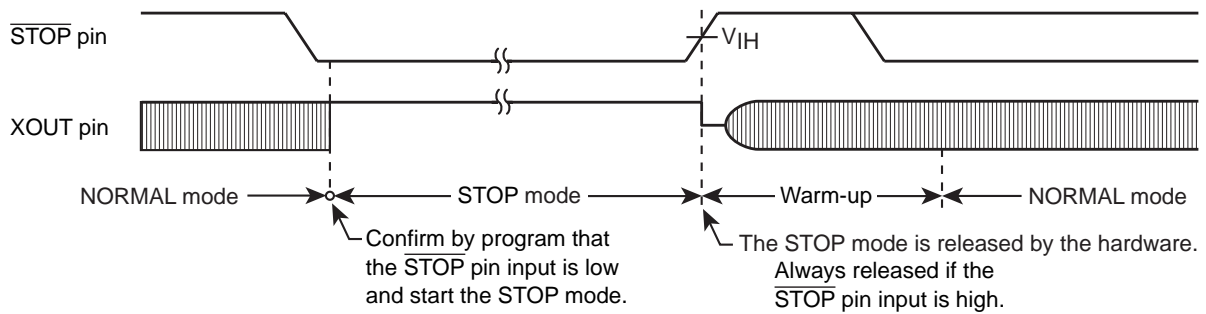 STOP pin
VIH
XOUT pin
NORMAL mode
STOP mode
Warm-up
NORMAL mode
Confirm by program that
the STOP pin input is low
and start the STOP mode.
The STOP mode is released by the hardware.
Always released if the
STOP pin input is high.